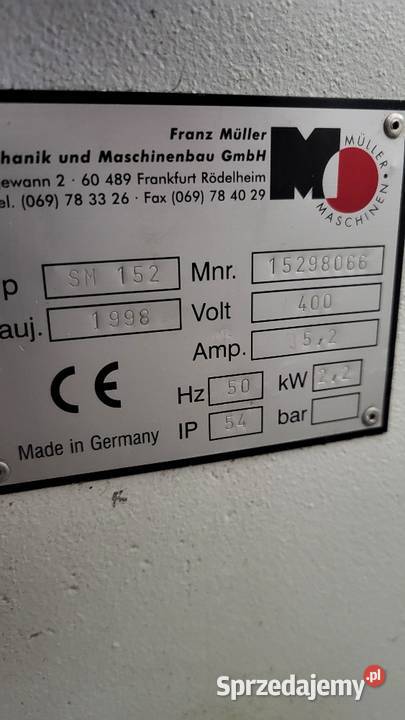 Franz Müller
hanik und Maschinenbau GmbH
ewann 2 · 60 489 Frankfurt Rödelheim
el. (069) 78 33 26 · Fax (069) 78 40 29
M
MÜLLER
MASCHINEN
p SM 152 Mnr. 15298066
auj. 1998 Volt 400
Amp. 5,2
Hz 50 kW 2,2
CE
Made in Germany IP 54 bar
Sprzedajemy.pl